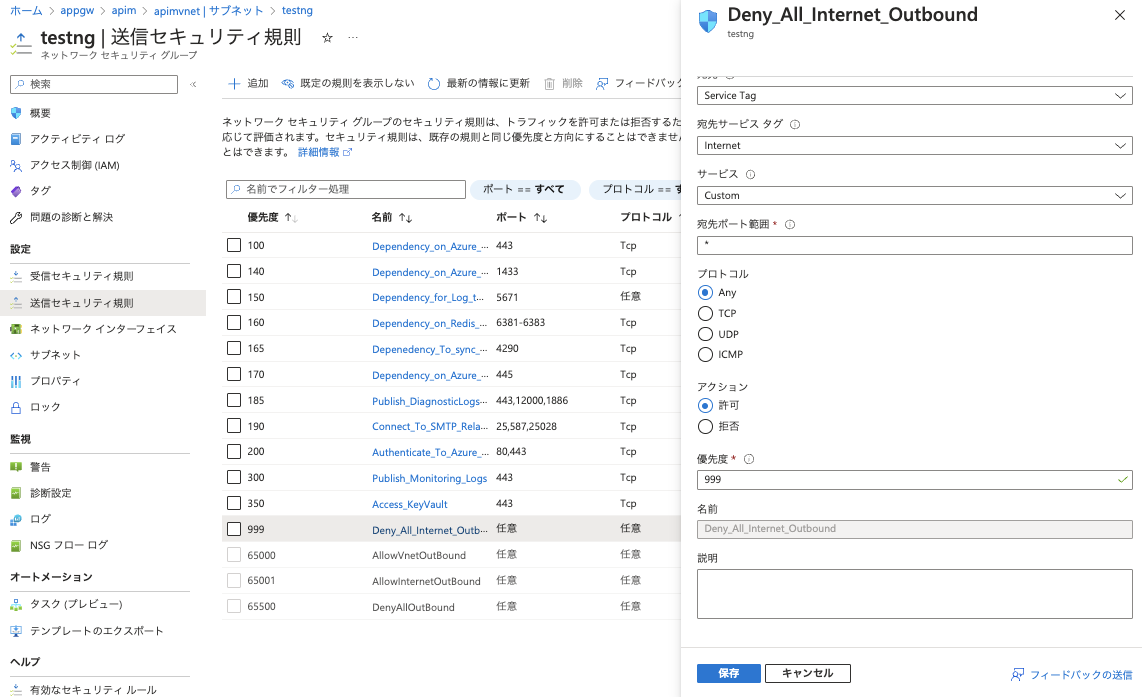 ホーム > appgw > apim > apimvnet | サブネット > testng
testng | 送信セキュリティ規則
ネットワーク セキュリティ グループ
検索
概要
アクティビティ ログ
アクセス制御 (IAM)
タグ
問題の診断と解決
設定
受信セキュリティ規則
送信セキュリティ規則
ネットワーク インターフェイス
サブネット
プロパティ
ロック
監視
警告
診断設定
ログ
NSG フロー ログ
オートメーション
タスク (プレビュー)
テンプレートのエクスポート
ヘルプ
有効なセキュリティ ルール
追加 既定の規則を表示しない 最新の情報に更新 削除 フィードバック
ネットワーク セキュリティ グループのセキュリティ規則は、トラフィックを許可または拒否するた
応じて評価されます。セキュリティ規則は、既存の規則と同じ優先度と方向にすることはできません
とはできます。 詳細情報
名前でフィルター処理 ポート == すべて プロトコル == す
優先度 名前 ポート プロトコル
100 Dependency_on_Azure_... 443 Tcp
140 Dependency_on_Azure_... 1433 Tcp
150 Dependency_for_Log_t... 5671 任意
160 Dependency_on_Redis_... 6381-6383 Tcp
165 Depenedency_To_sync_... 4290 Tcp
170 Dependency_on_Azure_... 445 Tcp
185 Publish_DiagnosticLogs... 443,12000,1886 Tcp
190 Connect_To_SMTP_Rela... 25,587,25028 Tcp
200 Authenticate_To_Azure_... 80,443 Tcp
300 Publish_Monitoring_Logs 443 Tcp
350 Access_KeyVault 443 Tcp
999 Deny_All_Internet_Outb... 任意 任意
65000 AllowVnetOutBound 任意 任意
65001 AllowInternetOutBound 任意 任意
65500 DenyAllOutBound 任意 任意
Deny_All_Internet_Outbound
testng
Service Tag
宛先サービス タグ
Internet
サービス
Custom
宛先ポート範囲 *
*
プロトコル
Any
TCP
UDP
ICMP
アクション
許可
拒否
優先度 *
999
名前
Deny_All_Internet_Outbound
説明
保存 キャンセル フィードバックの送信